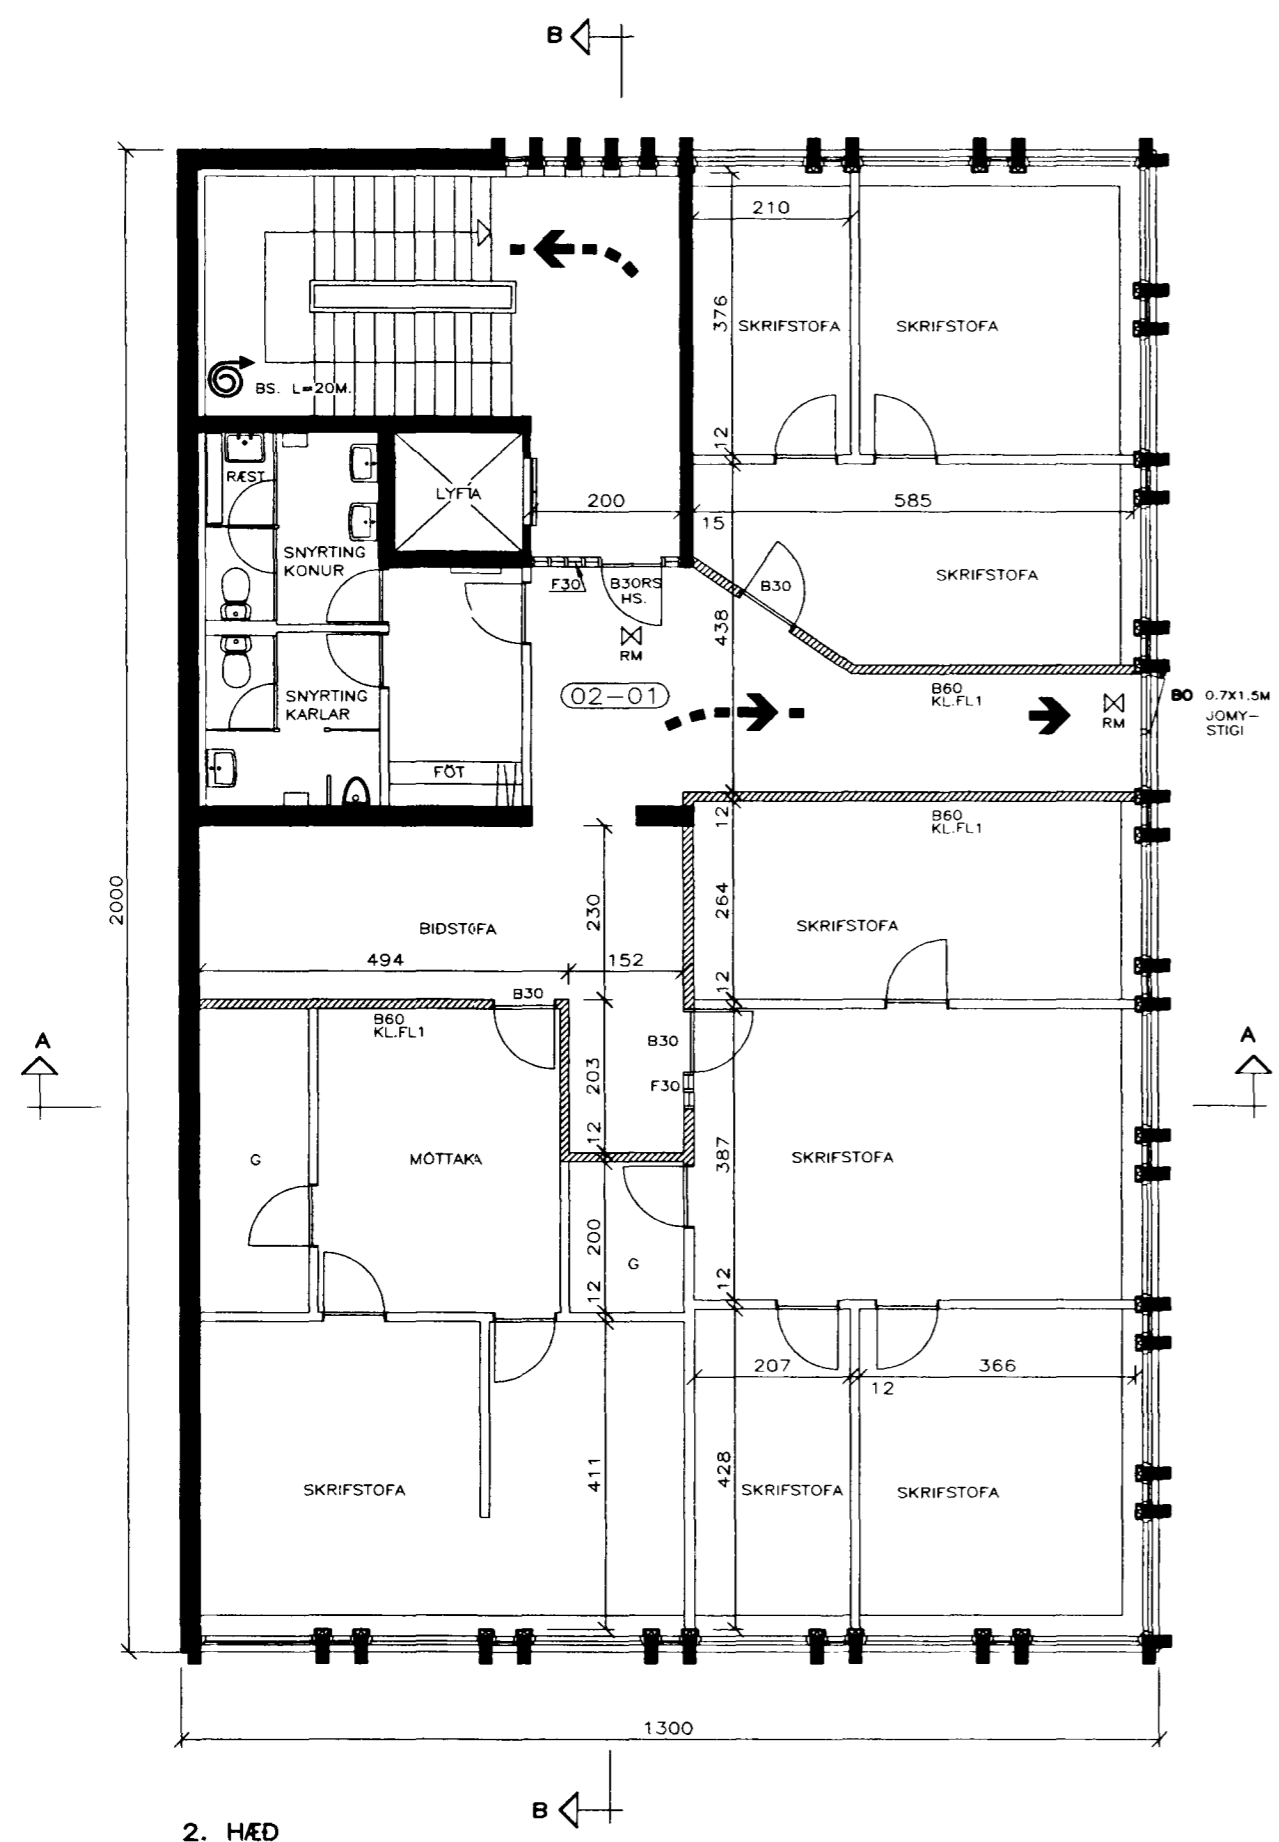 B
210
376
SKRIFSTOFA
SKRIFSTOFA
BS. L=20M.
12
RÆST
LYFTA
200
585
15
SNYRTING
KONUR
F30
B30RS
HS.
B30
SKRIFSTOFA
438
RM
02-01
SNYRTING
KARLAR
B60
KL.FL1
RM
B0 0.7X1.5M
JOMY-
STIGI
FÖT
12
B60
KL.FL1
2000
230
264
BIÐSTOFA
SKRIFSTOFA
494
152
12
B30
B60
KL.FL1
A
B30
A
203
F30
12
G
MÓTTAKA
387
SKRIFSTOFA
200
G
12
12
207
366
12
411
428
SKRIFSTOFA
SKRIFSTOFA
SKRIFSTOFA
1300
B
2. HÆÐ